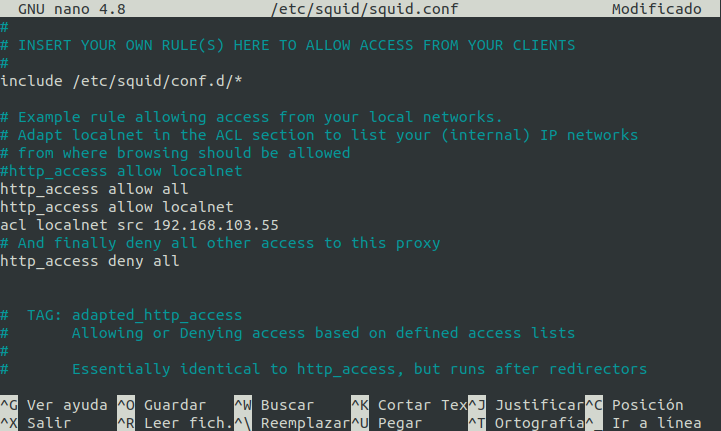 GNU nano 4.8 /etc/squid/squid.conf Modificado
#
# INSERT YOUR OWN RULE(S) HERE TO ALLOW ACCESS FROM YOUR CLIENTS
#
include /etc/squid/conf.d/*
# Example rule allowing access from your local networks.
# Adapt localnet in the ACL section to list your (internal) IP networks
# from where browsing should be allowed
#http_access allow localnet
http_access allow all
http_access allow localnet
acl localnet src 192.168.103.55
# And finally deny all other access to this proxy
http_access deny all
#  TAG: adapted_http_access
#       Allowing or Denying access based on defined access lists
#
#       Essentially identical to http_access, but runs after redirectors
^G Ver ayuda ^O Guardar ^W Buscar ^K Cortar Tex^J Justificar^C Posición
^X Salir ^R Leer fich.^\ Reemplazar^U Pegar ^T Ortografía^_ Ir a línea